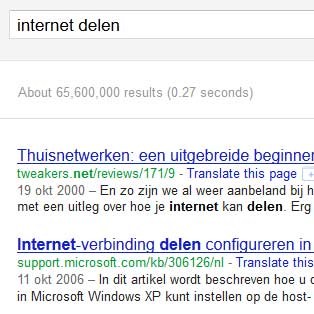 internet delen
About 65,600,000 results (0.27 seconds)
Thuisnetwerken: een uitgebreide
tweakers.net/reviews/171/9 - Translate this page
19 okt 2000 – En zo zijn we al weer aanbeland bij
met een uitleg over hoe je internet kan delen. Erg
Internet-verbinding delen configureren in
support.microsoft.com/kb/306126/nl - Translate this
11 okt 2006 – In dit artikel wordt beschreven hoe u
in Microsoft Windows XP kunt instellen op de host-